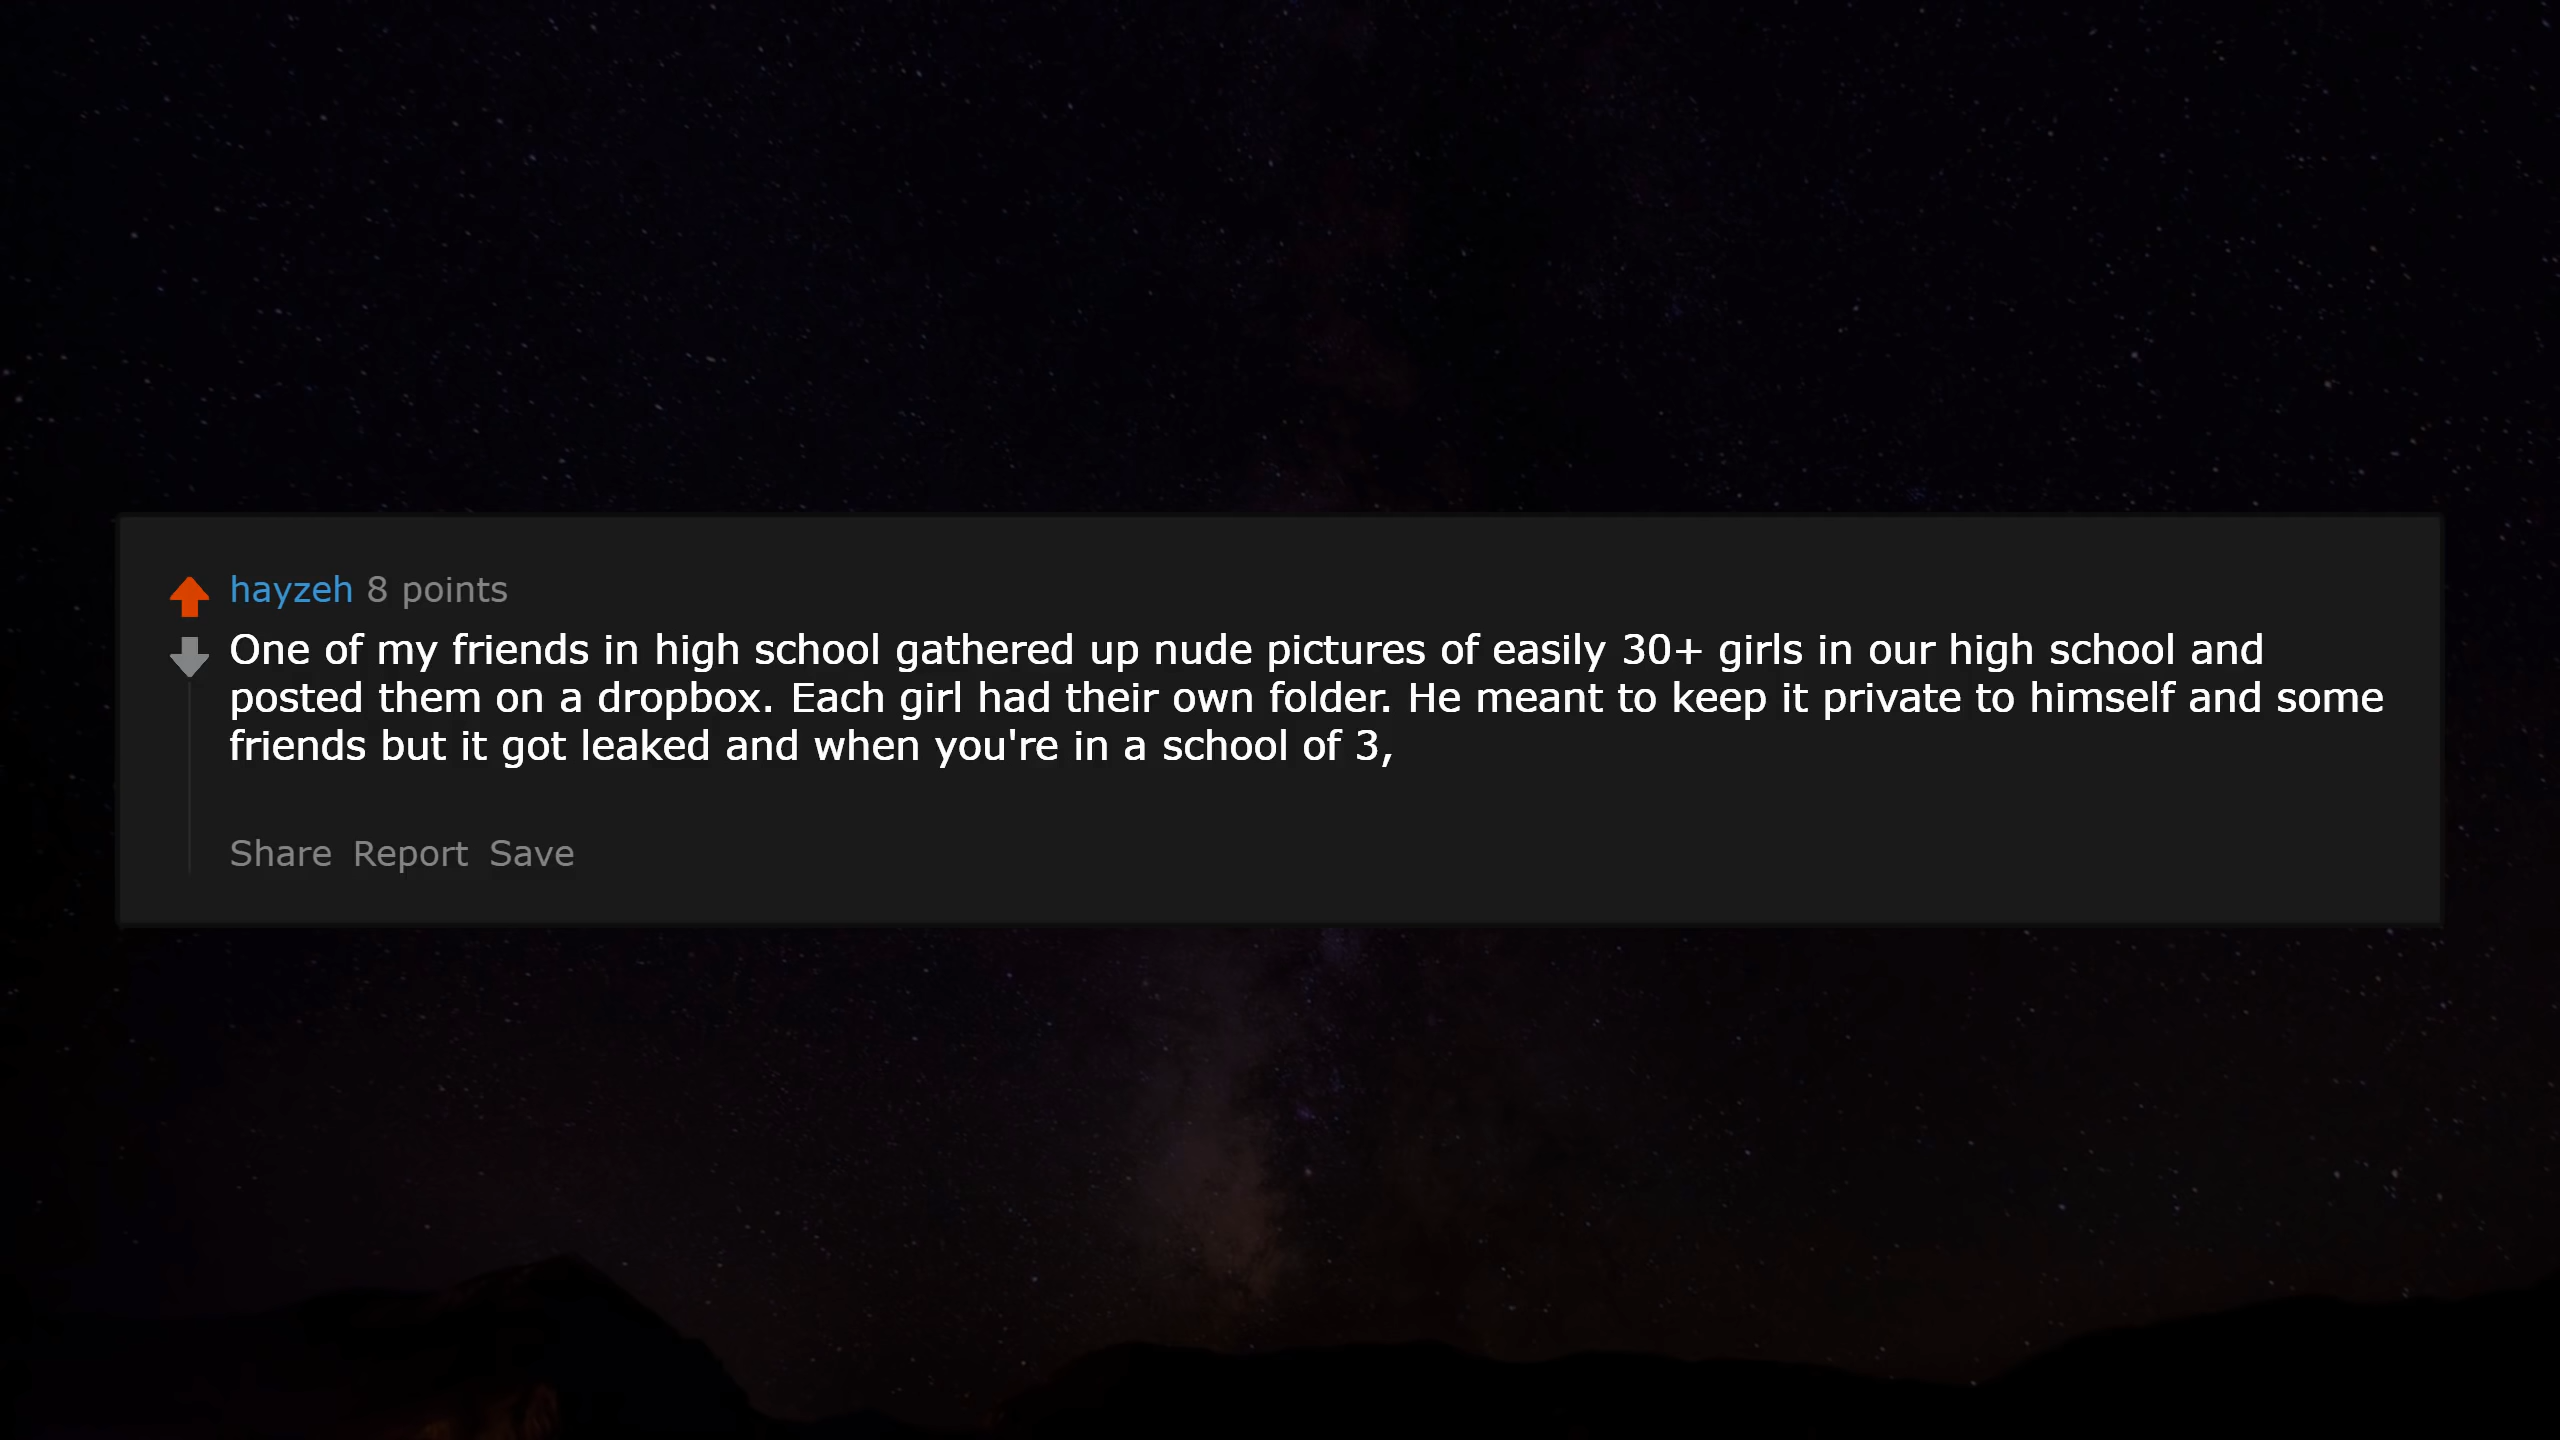 hayzeh 8 points
One of my friends in high school gathered up nude pictures of easily 30+ girls in our high school and
posted them on a dropbox. Each girl had their own folder. He meant to keep it private to himself and some
friends but it got leaked and when you're in a school of 3,
Share Report Save